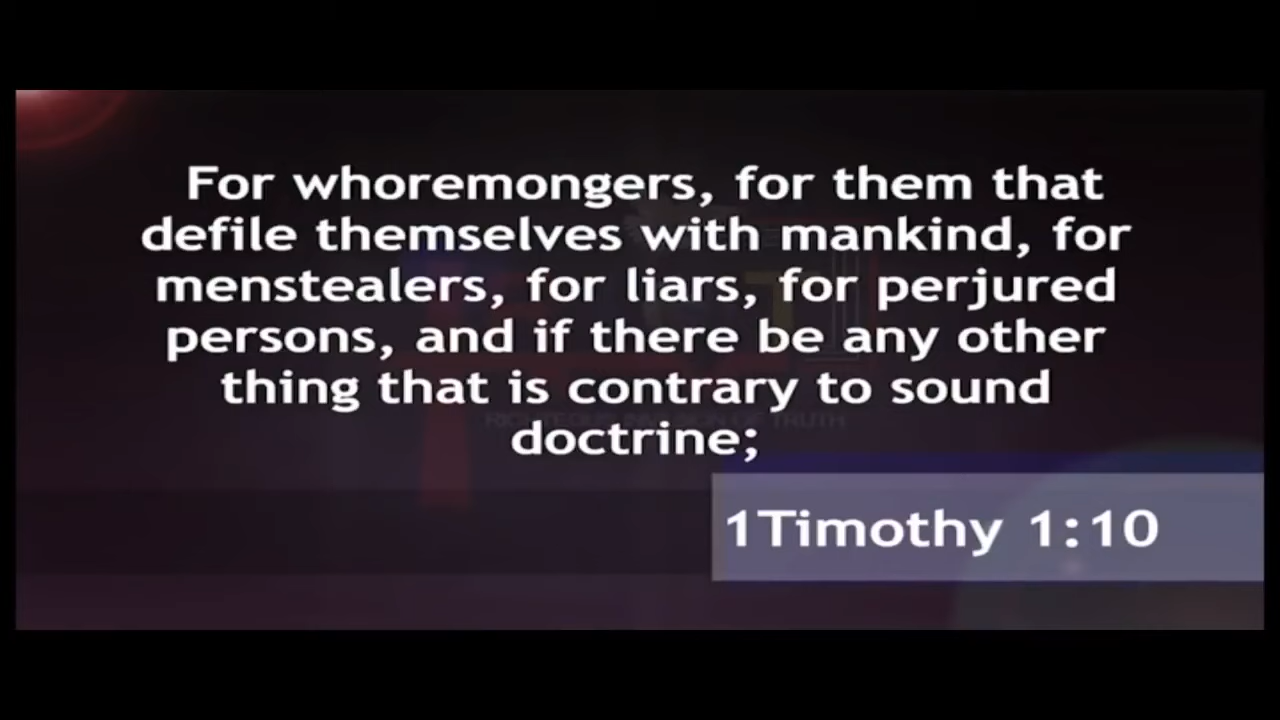 For whoremongers, for them that
defile themselves with mankind, for
menstealers, for liars, for perjured
persons, and if there be any other
thing that is contrary to sound
doctrine;
1Timothy 1:10